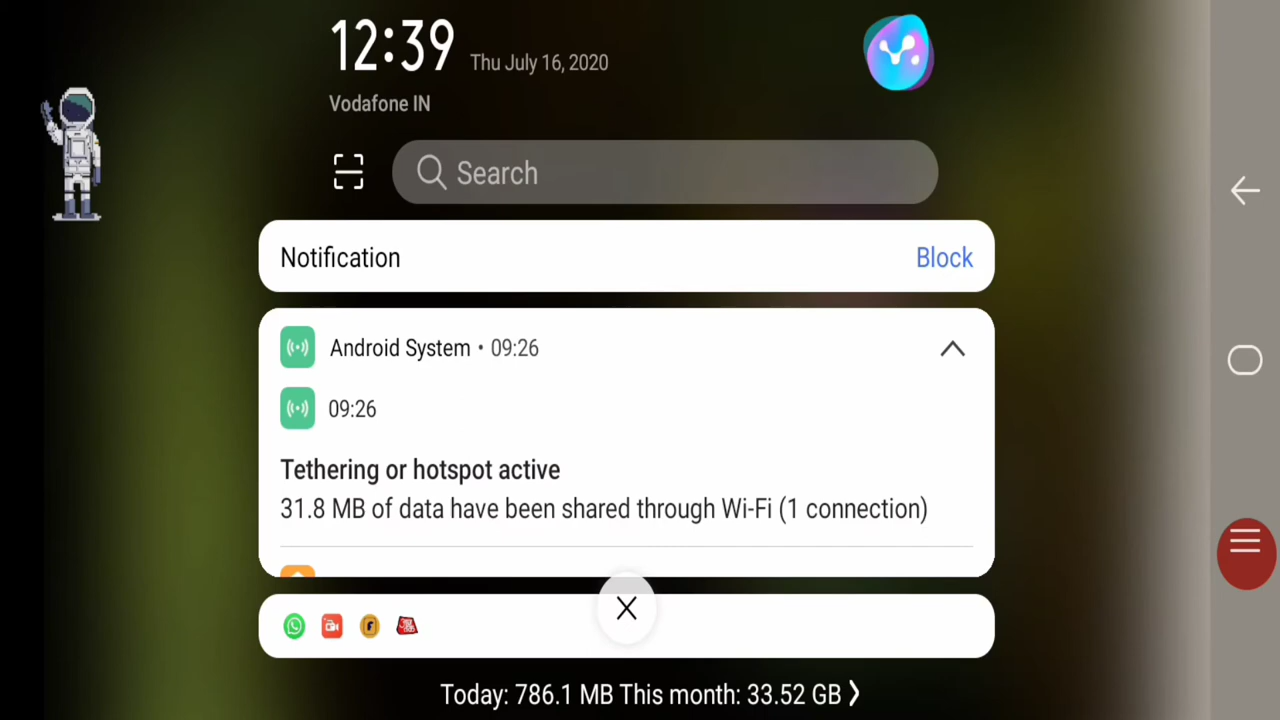 12:39 Thu July 16, 2020
Vodafone IN
Search
Notification Block
Android System • 09:26
09:26
Tethering or hotspot active
31.8 MB of data have been shared through Wi-Fi (1 connection)
Today: 786.1 MB This month: 33.52 GB